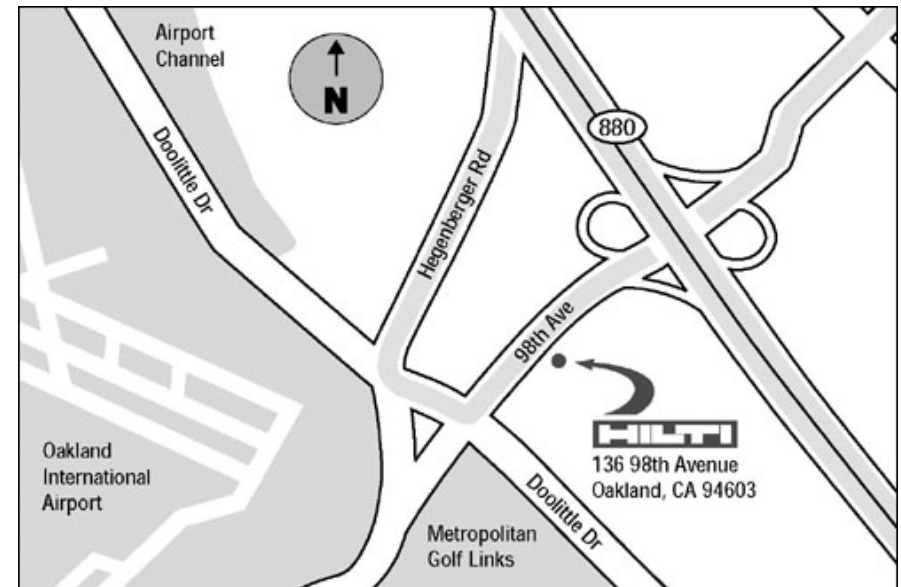 Airport
Channel
N
880
Doolittle Dr
Hegenberger Rd
98th Ave
HILTI
136 98th Avenue
Oakland, CA 94603
Oakland
International
Airport
Doolittle Dr
Metropolitan
Golf Links